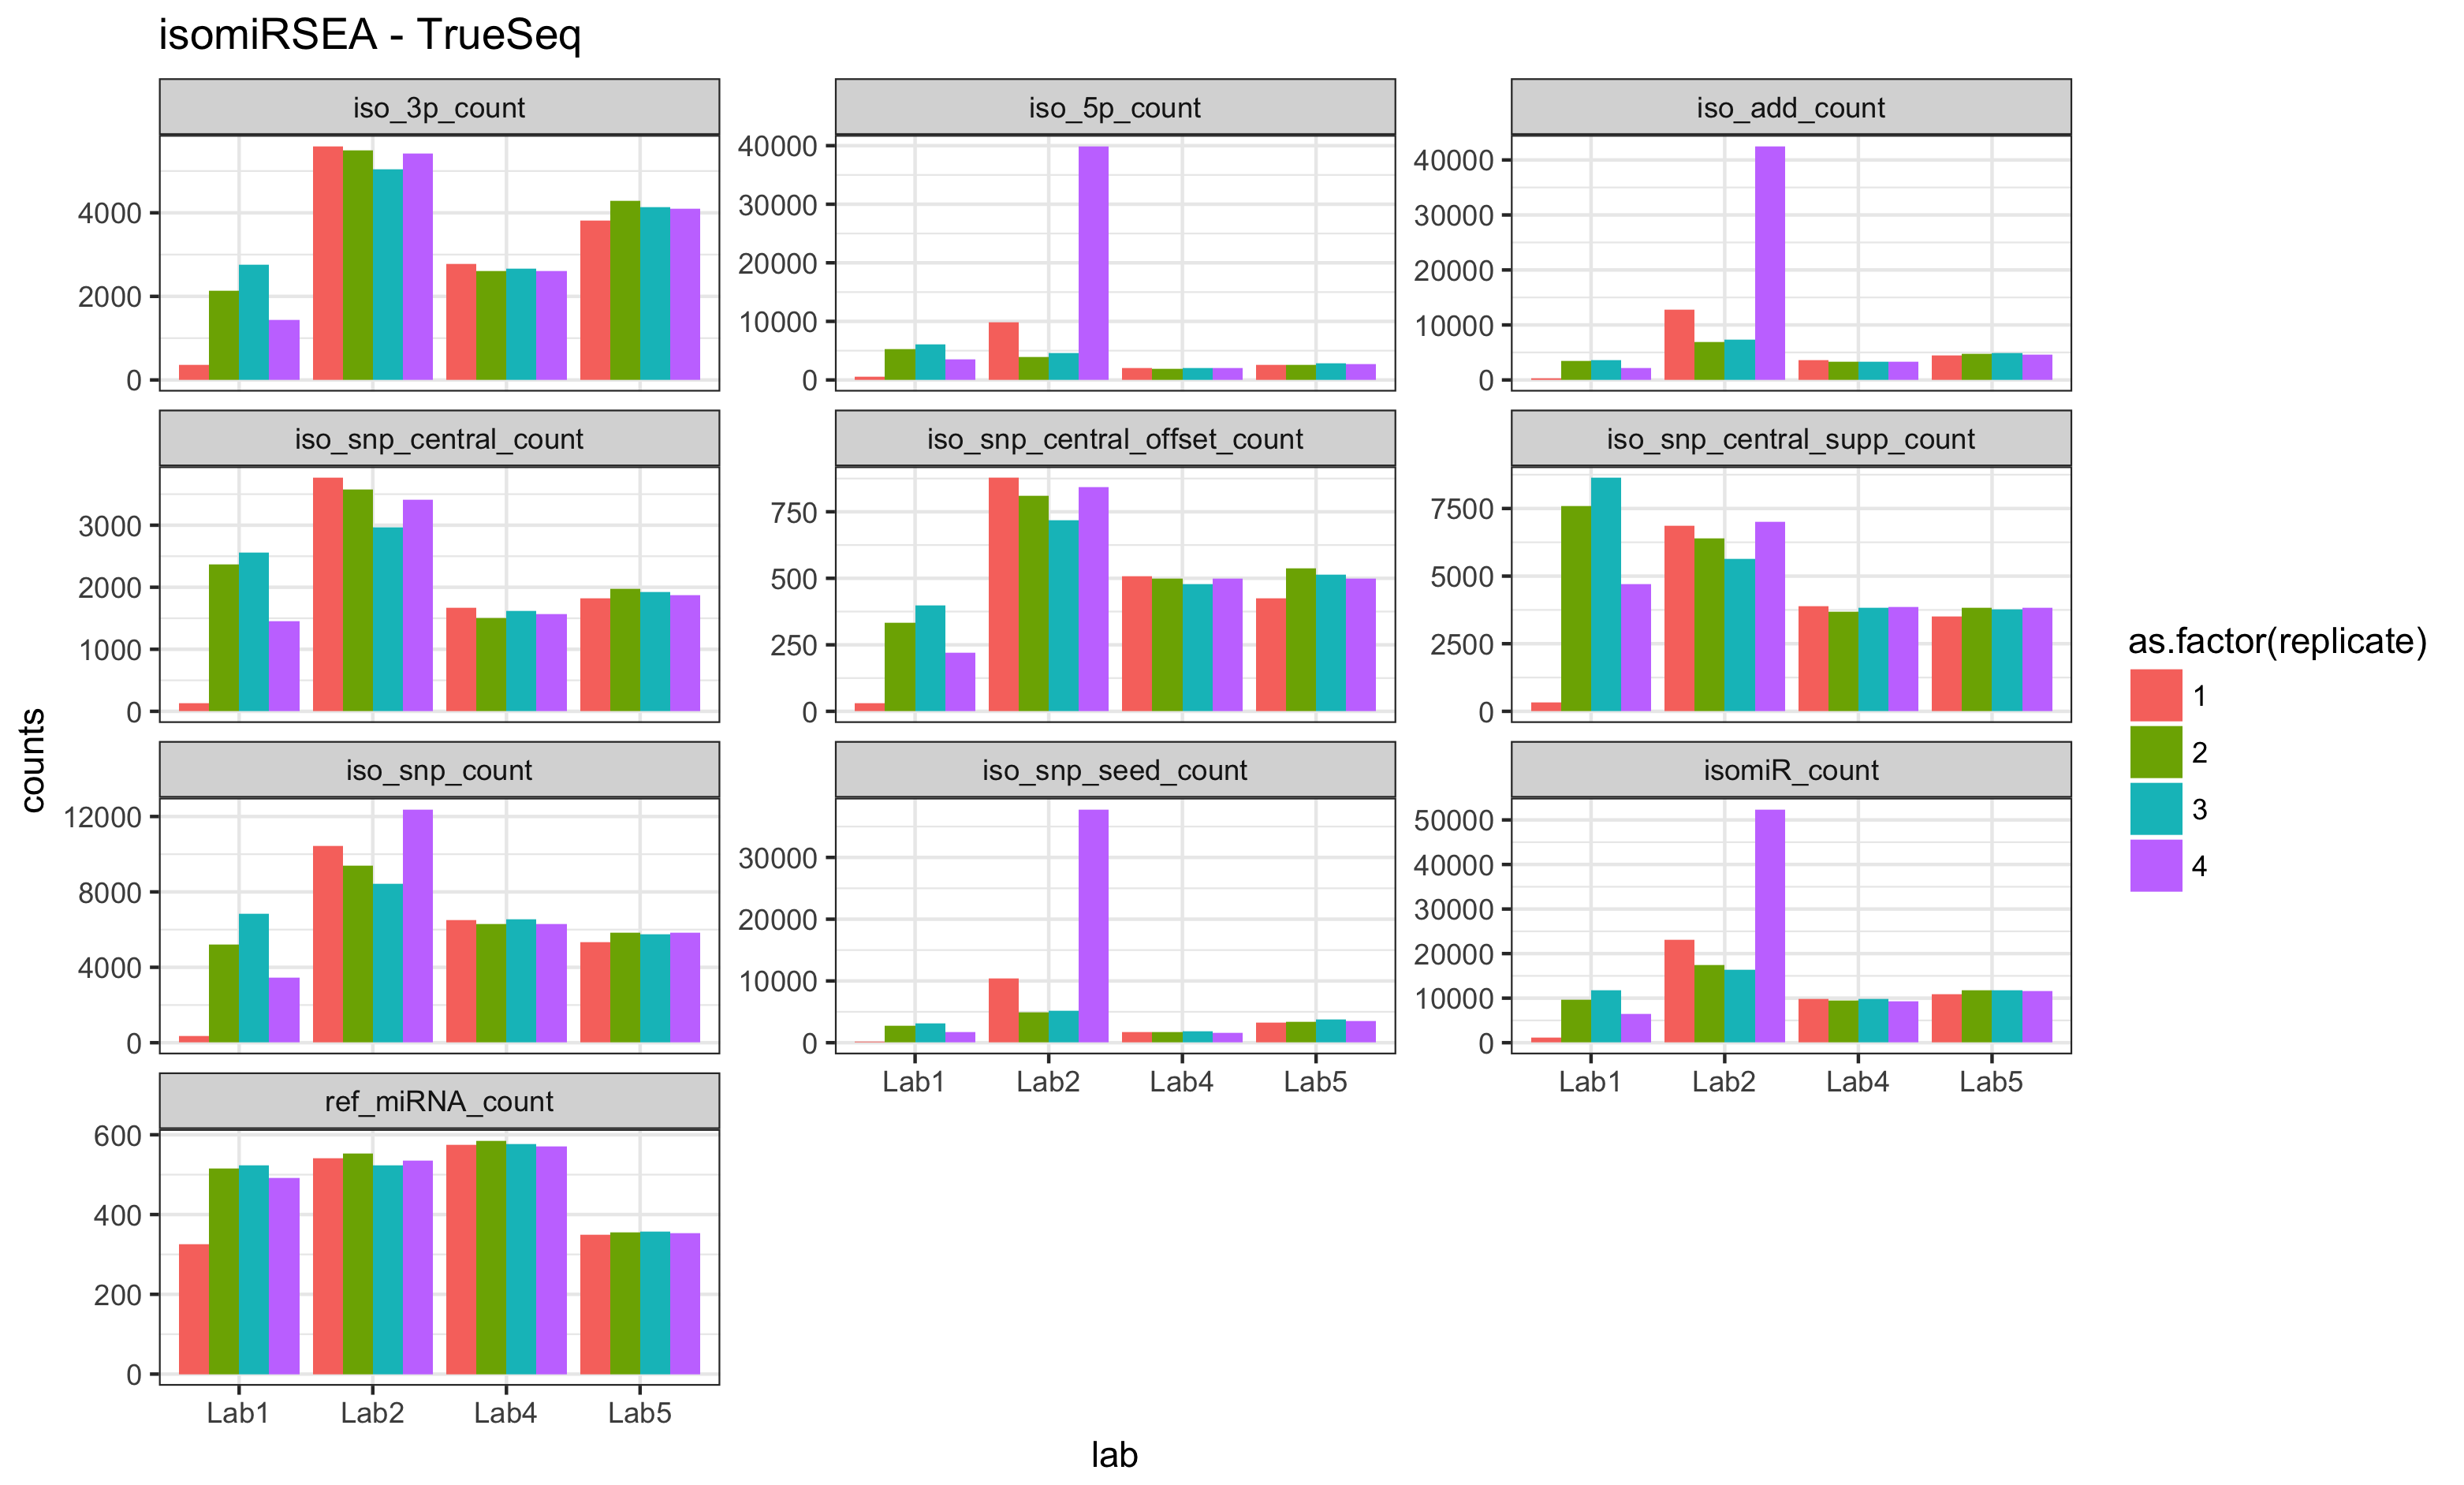 isomiRSEA - TrueSeq
iso_3p_count
iso_5p_count
iso_add_count
4000
2000
0
40000
30000
20000
10000
0
40000
30000
20000
10000
0
iso_snp_central_count
iso_snp_central_offset_count
iso_snp_central_supp_count
3000
2000
1000
0
750
500
250
0
7500
5000
2500
0
iso_snp_count
iso_snp_seed_count
isomiR_count
12000
8000
4000
0
30000
20000
10000
0
50000
40000
30000
20000
10000
0
Lab1 Lab2 Lab4 Lab5
Lab1 Lab2 Lab4 Lab5
ref_miRNA_count
600
400
200
0
Lab1 Lab2 Lab4 Lab5
lab
counts
as.factor(replicate)
1
2
3
4